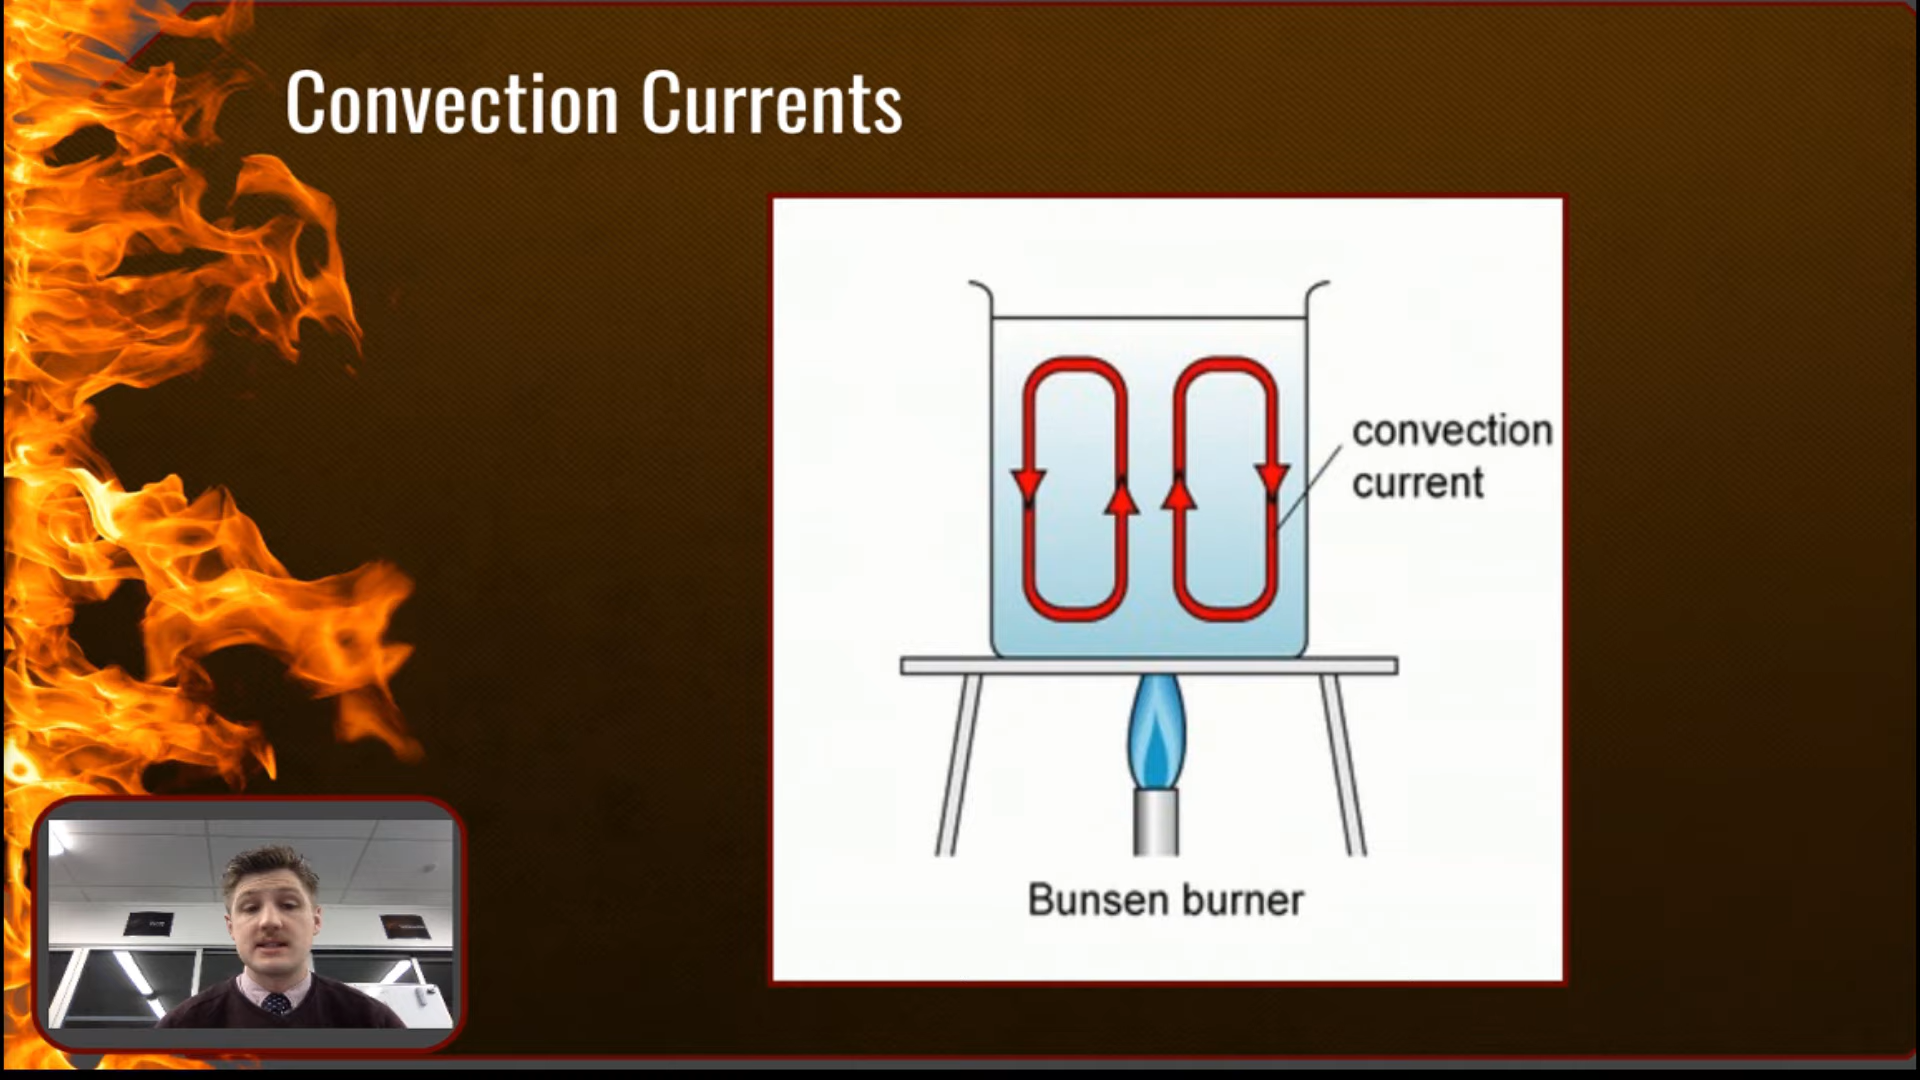 Convection Currents
convection
current
Bunsen burner